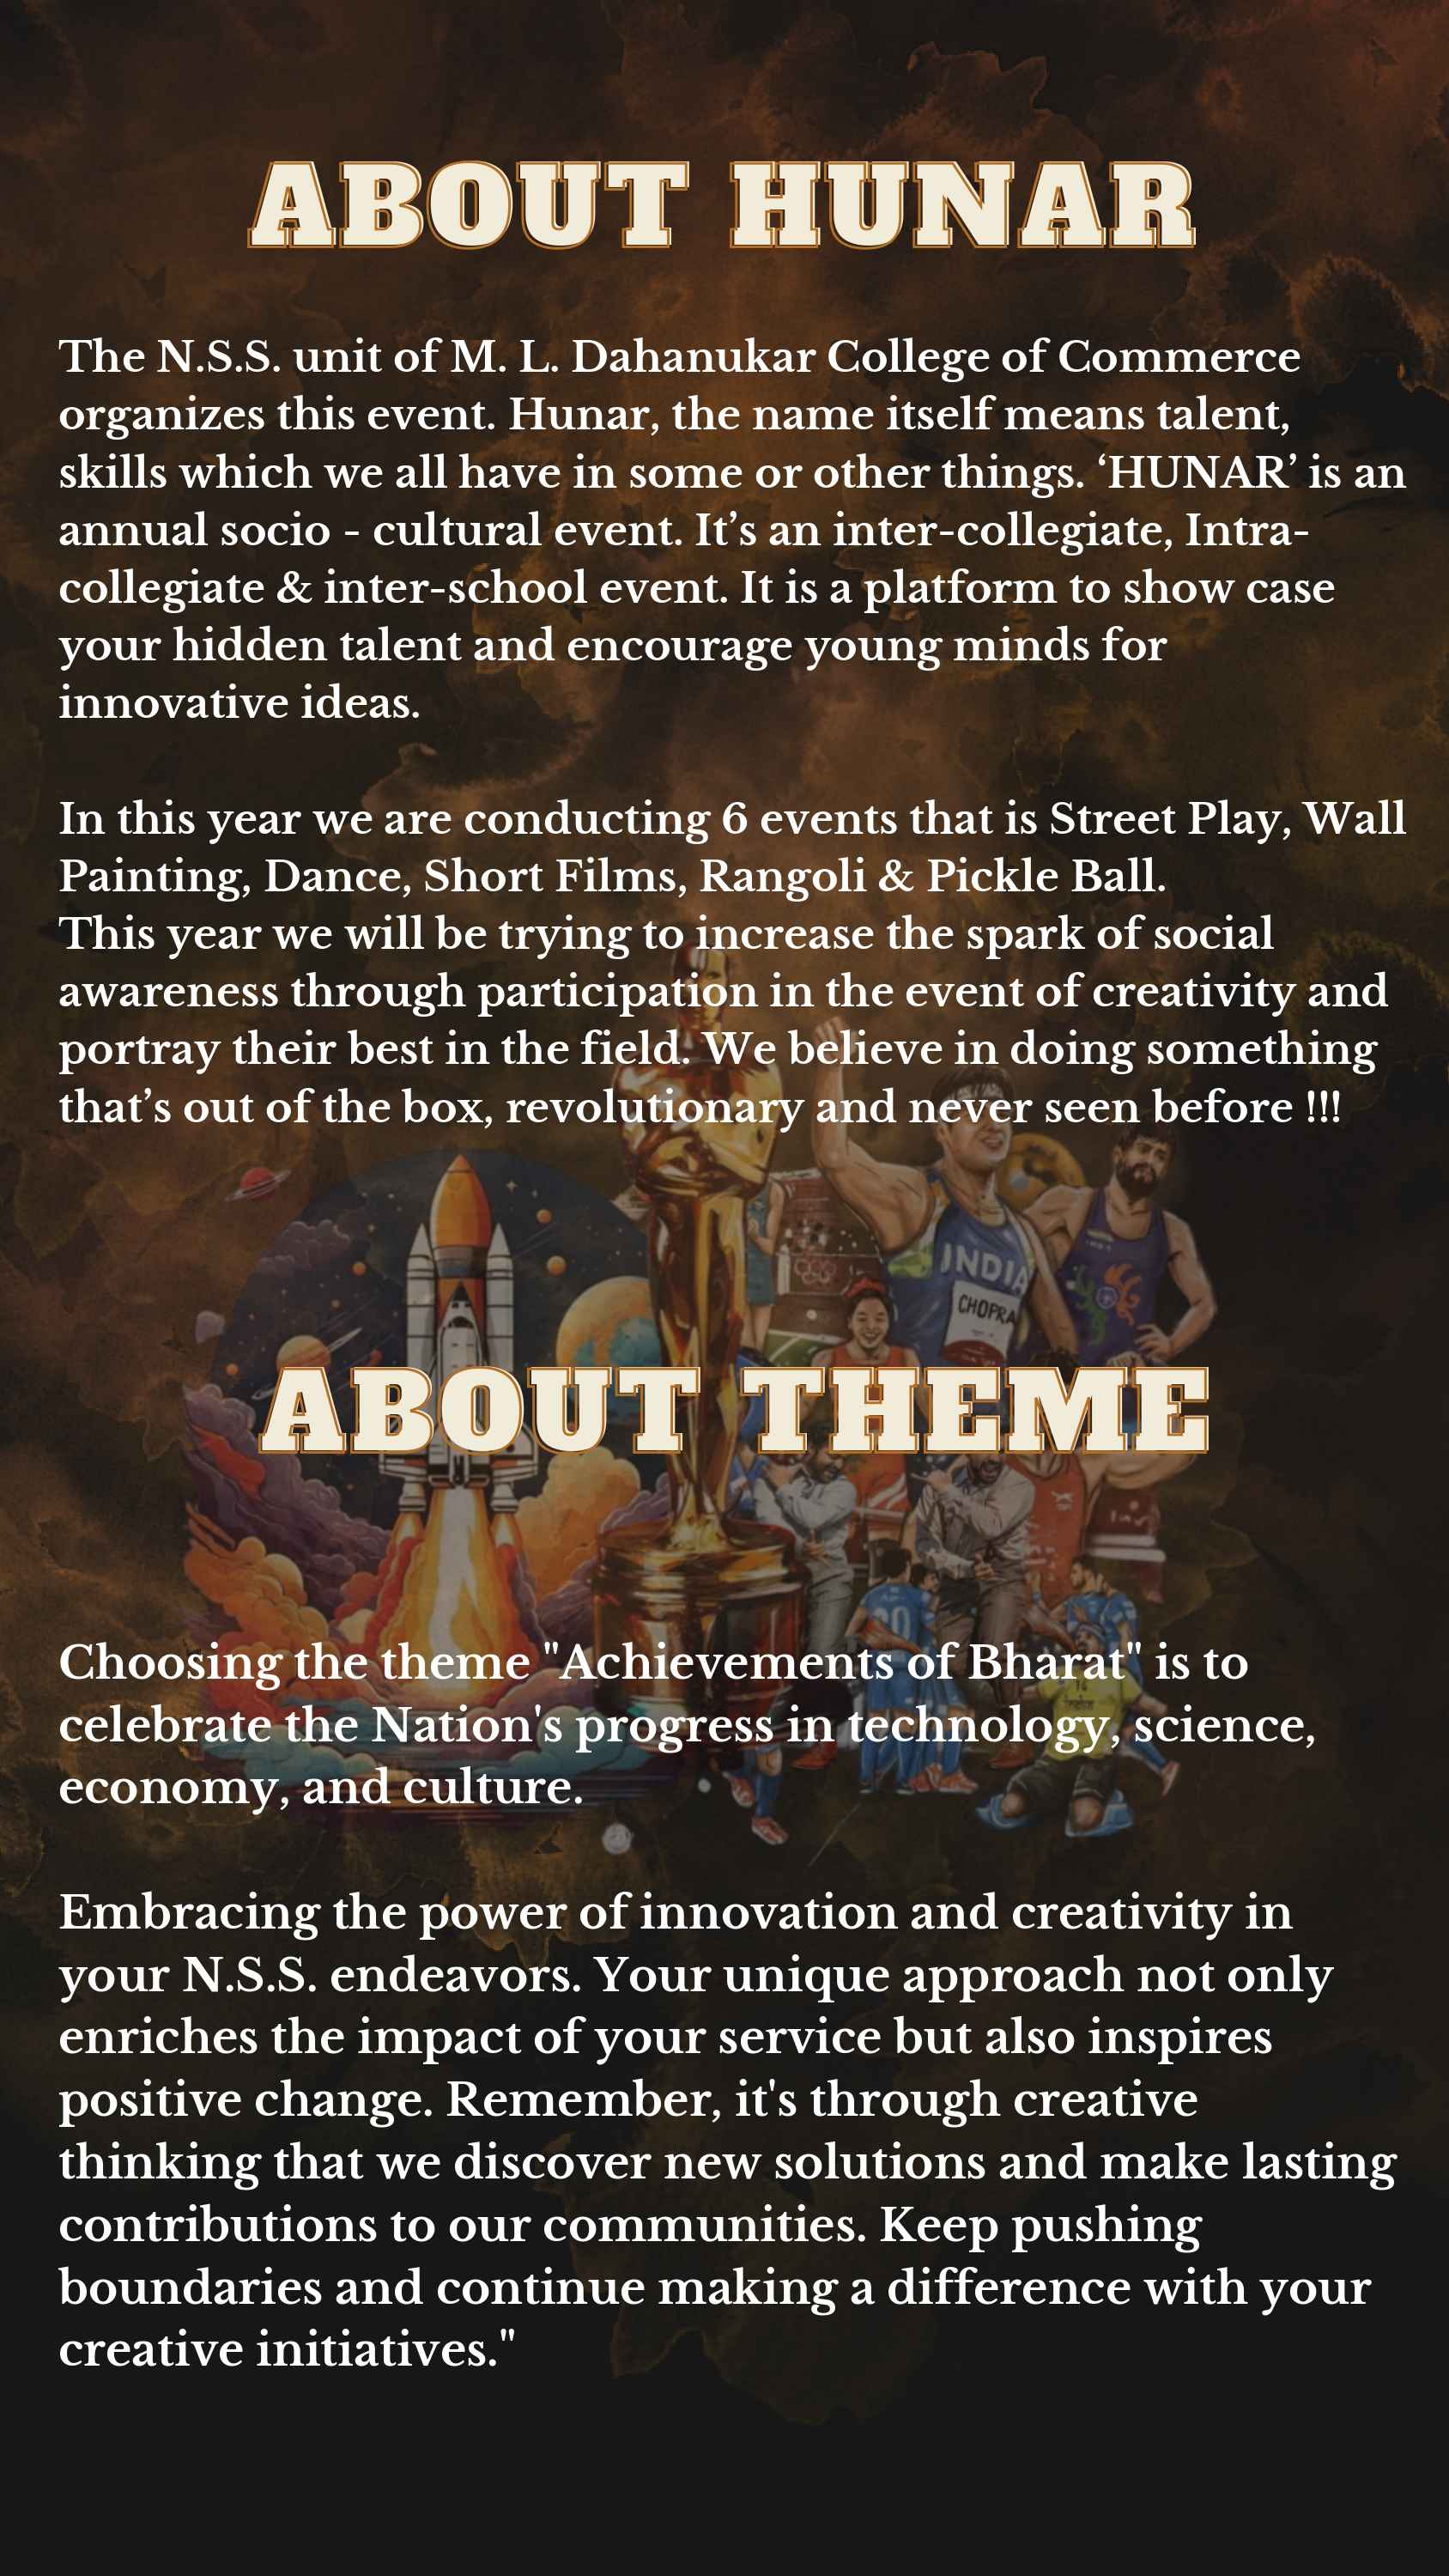 ABOUT HUNAR
The N.S.S. unit of M. L. Dahanukar College of Commerce
organizes this event. Hunar, the name itself means talent,
skills which we all have in some or other things. ‘HUNAR’ is an
annual socio - cultural event. It’s an inter-collegiate, Intra-
collegiate & inter-school event. It is a platform to show case
your hidden talent and encourage young minds for
innovative ideas.
In this year we are conducting 6 events that is Street Play, Wall
Painting, Dance, Short Films, Rangoli & Pickle Ball.
This year we will be trying to increase the spark of social
awareness through participation in the event of creativity and
portray their best in the field. We believe in doing something
that’s out of the box, revolutionary and never seen before !!!
INDIA
CHOPRA
ABOUT THEME
Choosing the theme "Achievements of Bharat" is to
celebrate the Nation's progress in technology, science,
economy, and culture.
Embracing the power of innovation and creativity in
your N.S.S. endeavors. Your unique approach not only
enriches the impact of your service but also inspires
positive change. Remember, it's through creative
thinking that we discover new solutions and make lasting
contributions to our communities. Keep pushing
boundaries and continue making a difference with your
creative initiatives."